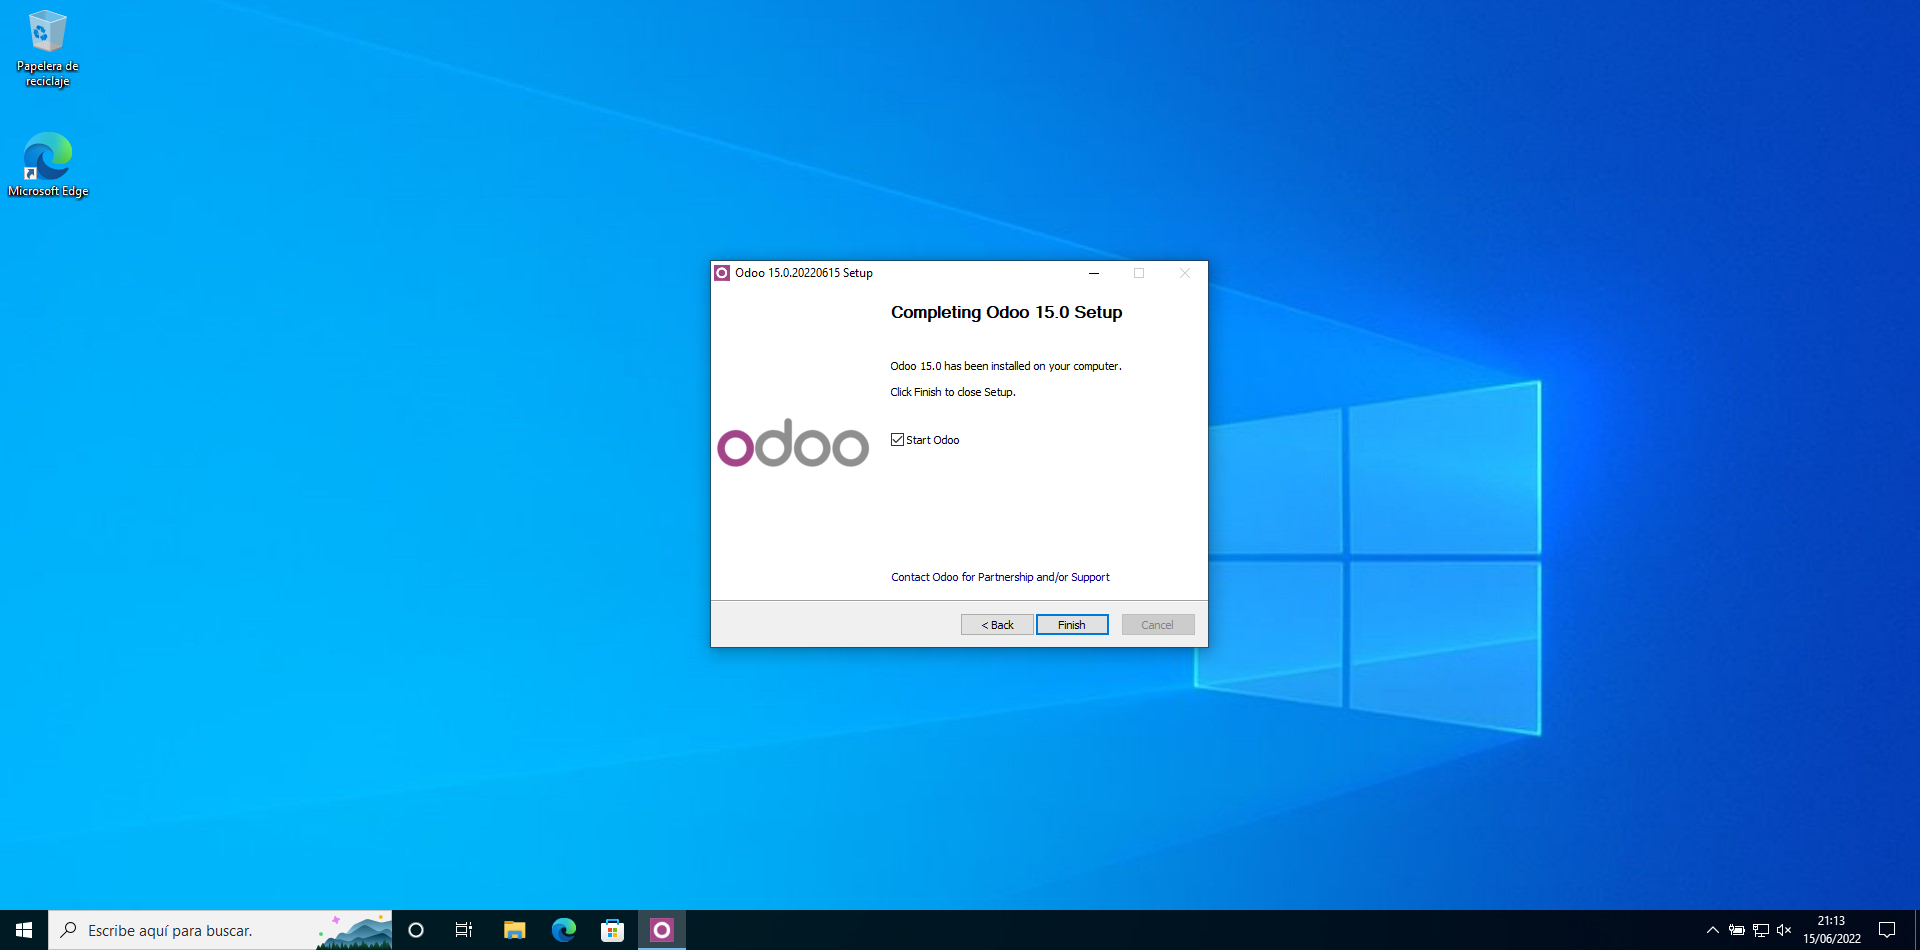 Papelera de
reciclaje
Microsoft Edge
Odoo 15.0.20220615 Setup
Completing Odoo 15.0 Setup
Odoo 15.0 has been installed on your computer.
Click Finish to close Setup.
odoo
Start Odoo
Contact Odoo for Partnership and/or Support
< Back
Finish
Cancel
Escribe aquí para buscar.
21:13
15/06/2022